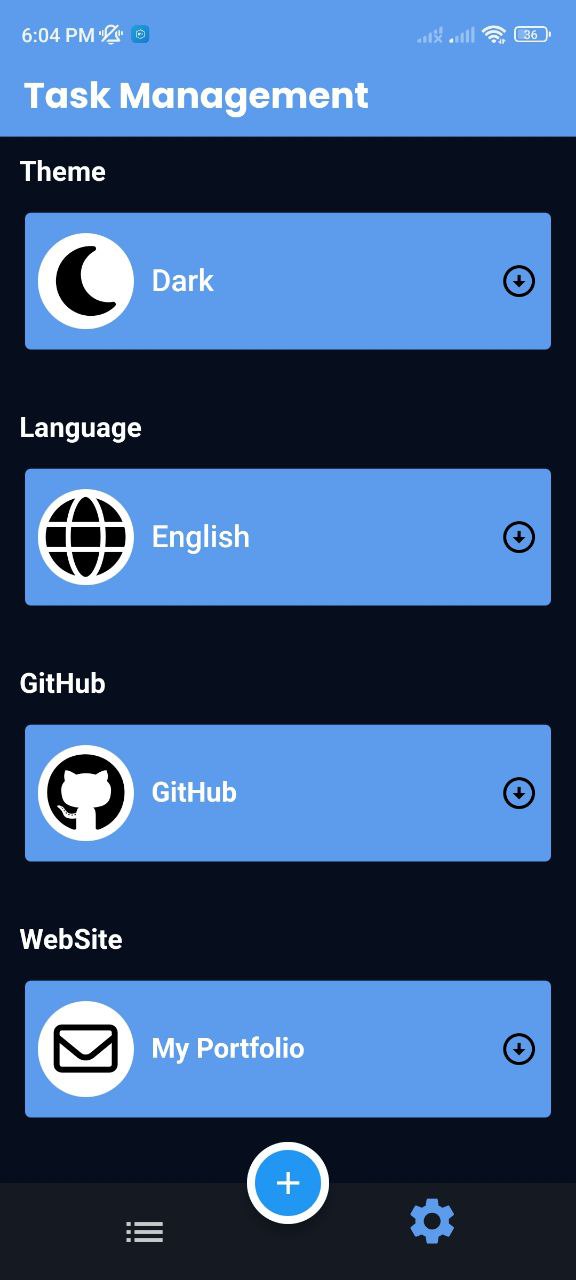 6:04 PM 36
Task Management
Theme
Dark
Language
English
GitHub
GitHub
WebSite
My Portfolio